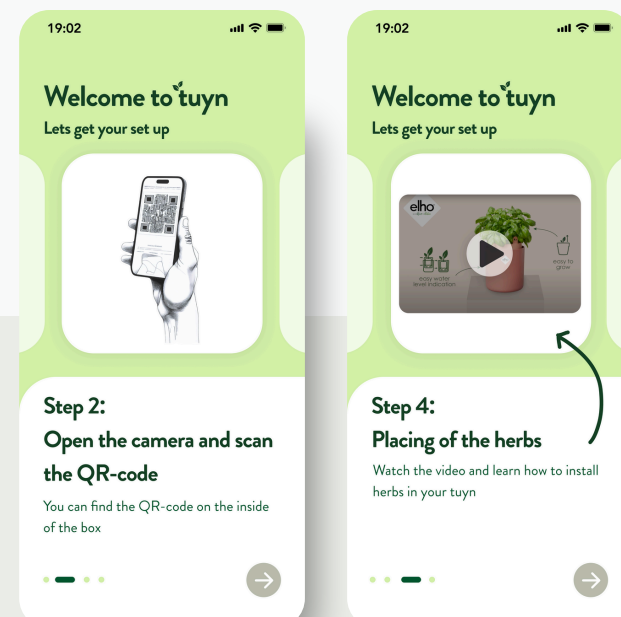 19:02
Welcome to tuyn
Lets get your set up
Step 2:
Open the camera and scan
the QR-code
You can find the QR-code on the inside
of the box
19:02
Welcome to tuyn
Lets get your set up
elho
easy water
level indication
easy to
grow
Step 4:
Placing of the herbs
Watch the video and learn how to install
herbs in your tuyn